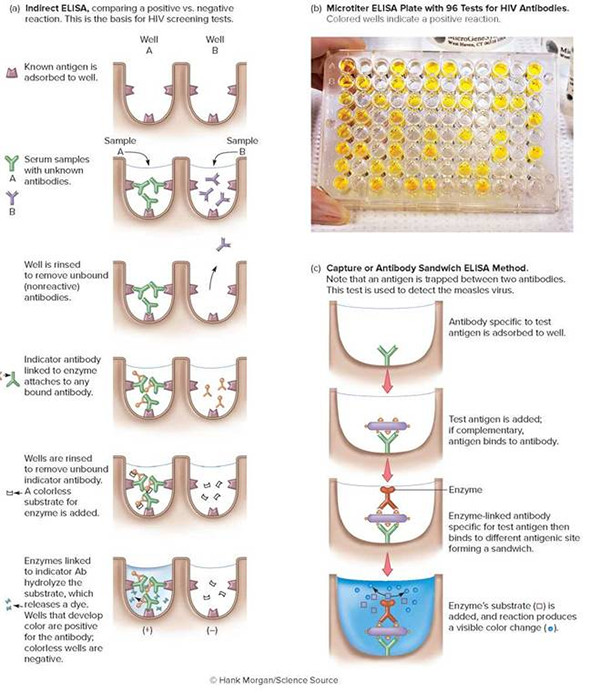 (a) Indirect ELISA, comparing a positive vs. negative
reaction. This is the basis for HIV screening tests.
Well
A
Well
B
Known antigen is
adsorbed to well.
Sample
A
Sample
B
Serum samples
with unknown
antibodies.
A
B
Well is rinsed
to remove unbound
(nonreactive)
antibodies.
Indicator antibody
linked to enzyme
attaches to any
bound antibody.
Wells are rinsed
to remove unbound
indicator antibody.
A colorless
substrate for
enzyme is added.
Enzymes linked
to indicator Ab
hydrolyze the
substrate, which
releases a dye.
Wells that develop
color are positive
for the antibody;
colorless wells are
negative.
(+)
(–)
(b) Microtiter ELISA Plate with 96 Tests for HIV Antibodies.
Colored wells indicate a positive reaction.
West Haven, CT
A
B
(c) Capture or Antibody Sandwich ELISA Method.
Note that an antigen is trapped between two antibodies.
This test is used to detect the measles virus.
Antibody specific to test
antigen is adsorbed to well.
Test antigen is added;
if complementary,
antigen binds to antibody.
Enzyme
Enzyme-linked antibody
specific for test antigen then
binds to different antigenic site
forming a sandwich.
Enzyme's substrate (□) is
added, and reaction produces
a visible color change (●).
© Hank Morgan/Science Source